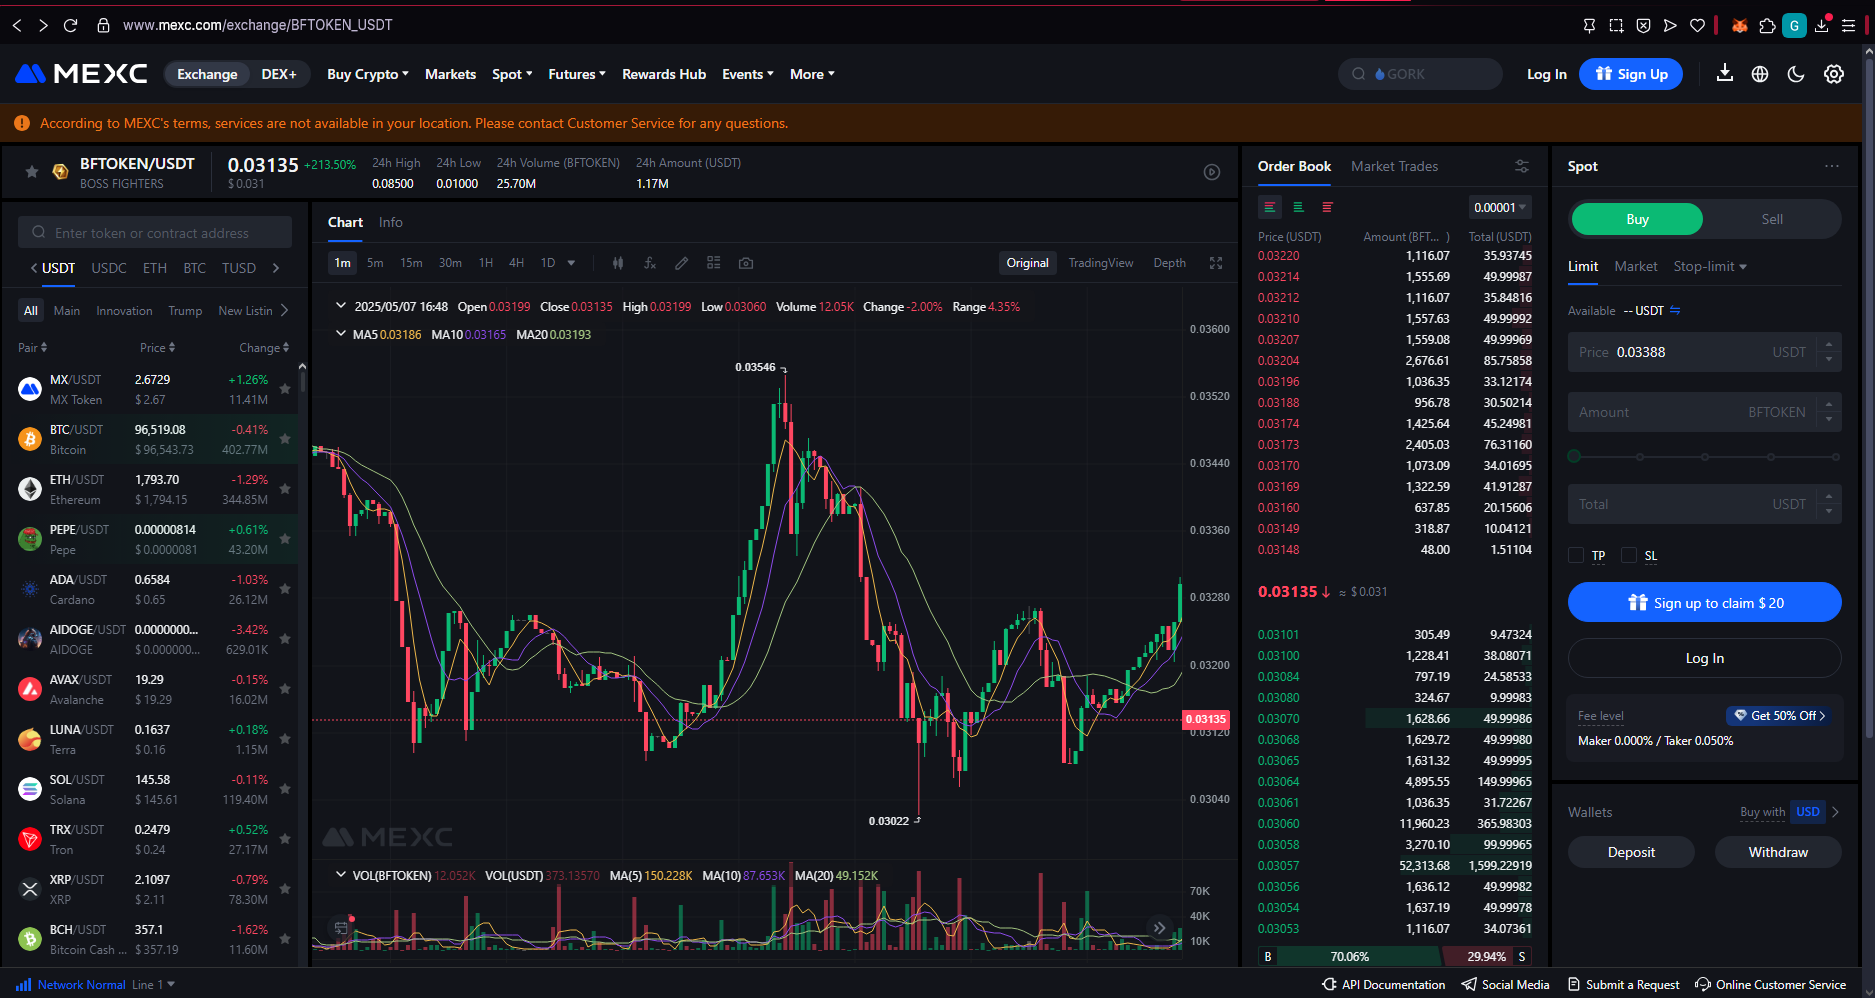 www.mexc.com/exchange/BFTOKEN_USDT
G
MEXC
Exchange DEX+ Buy Crypto Markets Spot Futures Rewards Hub Events More GORK Log In Sign Up
According to MEXC's terms, services are not available in your location. Please contact Customer Service for any questions.
BFTOKEN/USDT
BOSS FIGHTERS
0.03135 +213.50%
$ 0.031
24h High
0.08500
24h Low
0.01000
24h Volume (BFTOKEN)
25.70M
24h Amount (USDT)
1.17M
Enter token or contract address
USDT USDC ETH BTC TUSD
All Main Innovation Trump New Listin
Pair Price Change
MX/USDT 2.6729 +1.26%
MX Token $ 2.67 11.41M
BTC/USDT 96,519.08 -0.41%
Bitcoin $ 96,543.73 402.77M
ETH/USDT 1,793.70 -1.29%
Ethereum $ 1,794.15 344.85M
PEPE/USDT 0.00000814 +0.61%
Pepe $ 0.0000081 43.20M
ADA/USDT 0.6584 -1.03%
Cardano $ 0.65 26.12M
AIDOGE/USDT 0.0000000... -3.42%
AIDOGE $ 0.000000... 629.01K
AVAX/USDT 19.29 -0.15%
Avalanche $ 19.29 16.02M
LUNA/USDT 0.1637 +0.18%
Terra $ 0.16 1.15M
SOL/USDT 145.58 -0.11%
Solana $ 145.61 119.40M
TRX/USDT 0.2479 +0.52%
Tron $ 0.24 27.17M
XRP/USDT 2.1097 -0.79%
XRP $ 2.11 78.30M
BCH/USDT 357.1 -1.62%
Bitcoin Cash ... $ 357.19 11.60M
Chart Info
1m 5m 15m 30m 1H 4H 1D Original TradingView Depth
2025/05/07 16:48 Open 0.03199 Close 0.03135 High 0.03199 Low 0.03060 Volume 12.05K Change -2.00% Range 4.35%
MA5 0.03186 MA10 0.03165 MA20 0.03193
0.03546
0.03022
0.03600
0.03520
0.03440
0.03360
0.03280
0.03200
0.03135
0.03120
0.03040
MEXC
VOL(BFTOKEN) 12.052K VOL(USDT) 373.13570 MA(5) 150.228K MA(10) 87.653K MA(20) 49.152K
70K
40K
10K
Order Book Market Trades
0.00001
Price (USDT) Amount (BFT... ) Total (USDT)
0.03220 1,116.07 35.93745
0.03214 1,555.69 49.99987
0.03212 1,116.07 35.84816
0.03210 1,557.63 49.99992
0.03207 1,559.08 49.99969
0.03204 2,676.61 85.75858
0.03196 1,036.35 33.12174
0.03188 956.78 30.50214
0.03174 1,425.64 45.24981
0.03173 2,405.03 76.31160
0.03170 1,073.09 34.01695
0.03169 1,322.59 41.91287
0.03160 637.85 20.15606
0.03149 318.87 10.04121
0.03148 48.00 1.51104
0.03135 ↓ ≈ $ 0.031
0.03101 305.49 9.47324
0.03100 1,228.41 38.08071
0.03084 797.19 24.58533
0.03080 324.67 9.99983
0.03070 1,628.66 49.99986
0.03068 1,629.72 49.99980
0.03065 1,631.32 49.99995
0.03064 4,895.55 149.99965
0.03061 1,036.35 31.72267
0.03060 11,960.23 365.98303
0.03058 3,270.10 99.99965
0.03057 52,313.68 1,599.22919
0.03056 1,636.12 49.99982
0.03054 1,637.19 49.99978
0.03053 1,116.07 34.07361
B 70.06% 29.94% S
Spot
Buy Sell
Limit Market Stop-limit
Available -- USDT
Price 0.03388 USDT
Amount BFTOKEN
Total USDT
TP SL
Sign up to claim $ 20
Log In
Fee level Get 50% Off
Maker 0.000% / Taker 0.050%
Wallets Buy with USD
Deposit Withdraw
Network Normal Line 1
API Documentation Social Media Submit a Request Online Customer Service